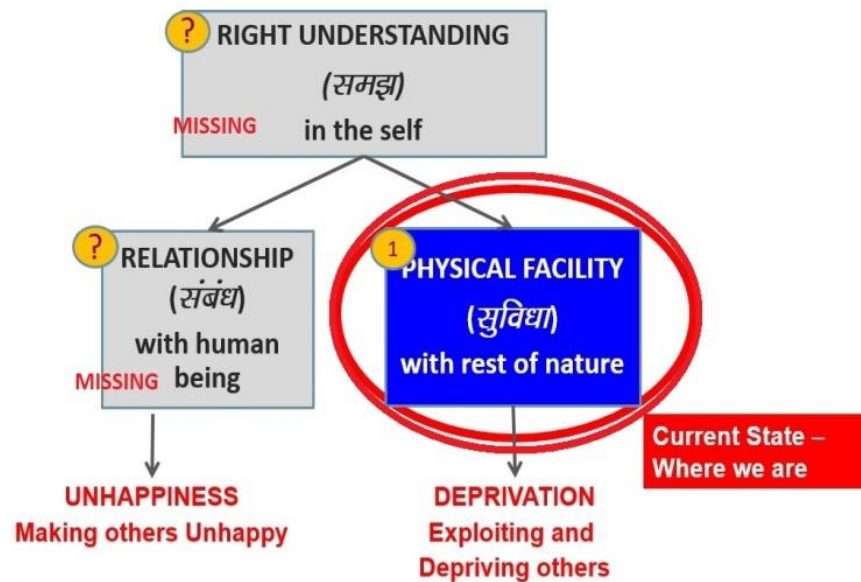 ?
RIGHT UNDERSTANDING
(समझ)
MISSING
in the self
?
RELATIONSHIP
(संबंध)
with human
being
MISSING
1
PHYSICAL FACILITY
(सुविधा)
with rest of nature
Current State –
Where we are
UNHAPPINESS
Making others Unhappy
DEPRIVATION
Exploiting and
Depriving others